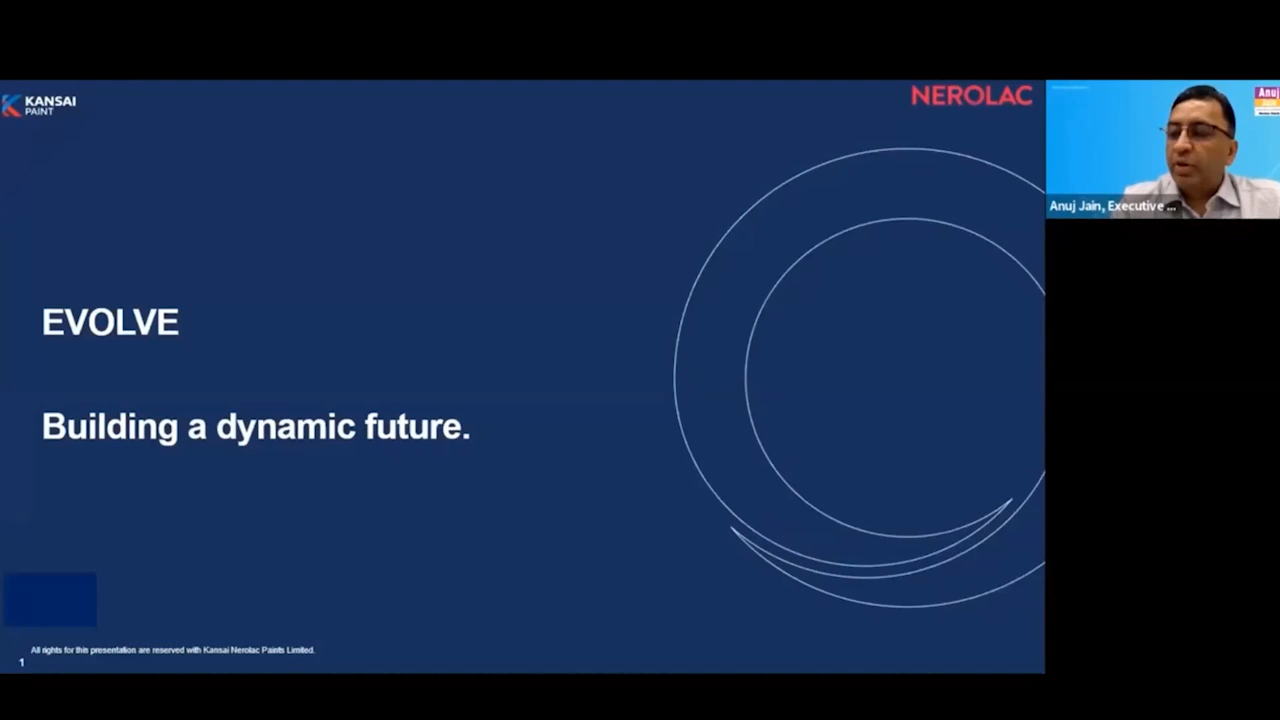 KANSAI
PAINT
NEROLAC
Anuj
Anuj Jain, Executive ...
EVOLVE
Building a dynamic future.
All rights for this presentation are reserved with Kansai Nerolac Paints Limited.
1